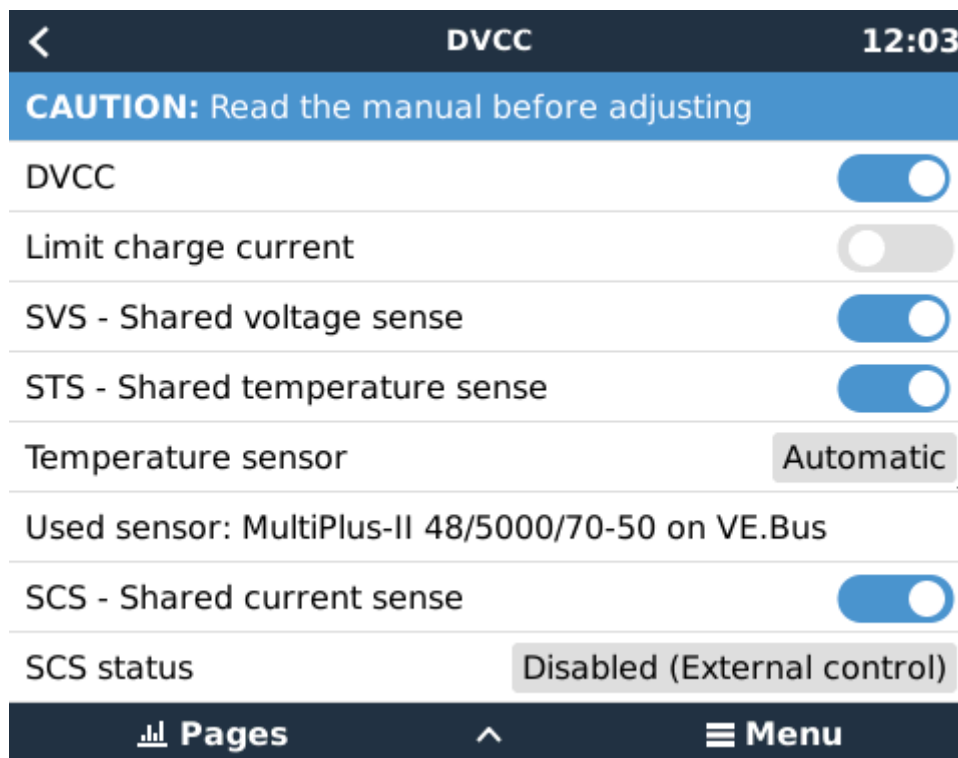 DVCC 12:03
CAUTION: Read the manual before adjusting
DVCC
Limit charge current
SVS - Shared voltage sense
STS - Shared temperature sense
Temperature sensor Automatic
Used sensor: MultiPlus-II 48/5000/70-50 on VE.Bus
SCS - Shared current sense
SCS status Disabled (External control)
Pages Menu